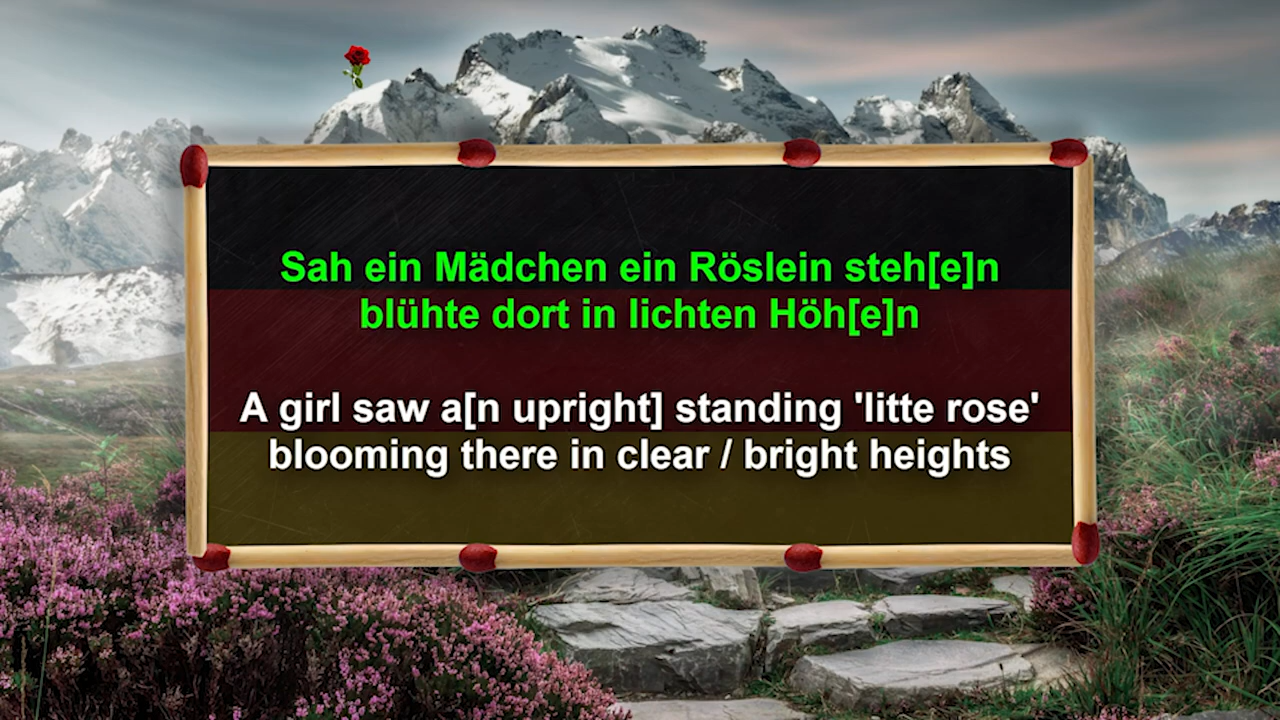 Sah ein Mädchen ein Röslein steh[e]n
blühte dort in lichten Höh[e]n
A girl saw a[n upright] standing 'litte rose'
blooming there in clear / bright heights